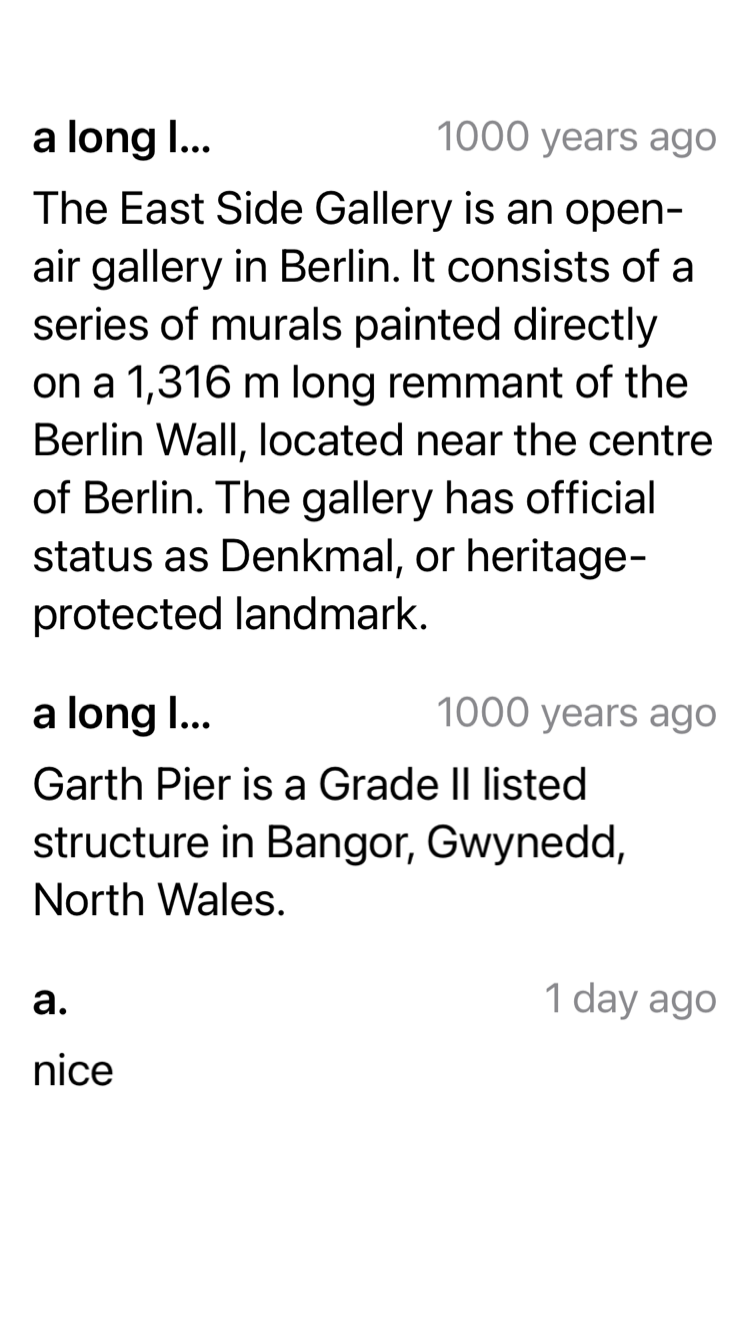 a long l...
1000 years ago
The East Side Gallery is an open-
air gallery in Berlin. It consists of a
series of murals painted directly
on a 1,316 m long remmant of the
Berlin Wall, located near the centre
of Berlin. The gallery has official
status as Denkmal, or heritage-
protected landmark.
a long l...
1000 years ago
Garth Pier is a Grade II listed
structure in Bangor, Gwynedd,
North Wales.
a.
1 day ago
nice